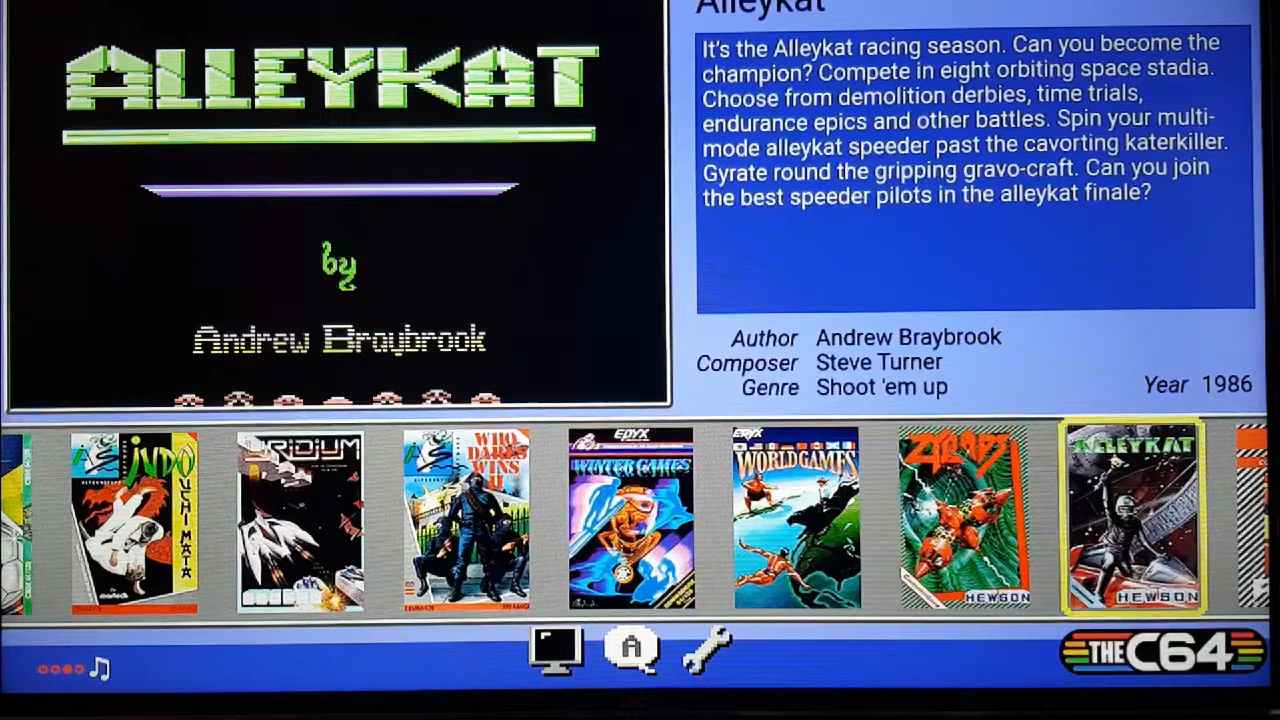 Alleykat
ALLEYKAT
by
Andrew Braybrook
It's the Alleykat racing season. Can you become the
champion? Compete in eight orbiting space stadia.
Choose from demolition derbies, time trials,
endurance epics and other battles. Spin your multi-
mode alleykat speeder past the cavorting katerkiller.
Gyrate round the gripping gravo-craft. Can you join
the best speeder pilots in the alleykat finale?
Author Andrew Braybrook
Composer Steve Turner
Genre Shoot 'em up
Year 1986
JUDO
UCHI MATA
martech
URIDIUM
WHO
DARES
WINS
II
EPYX
WINTER GAMES
EPYX
WORLD GAMES
ZYNAPS
HEWSON
ALLEYKAT
HEWSON
A
THE C64